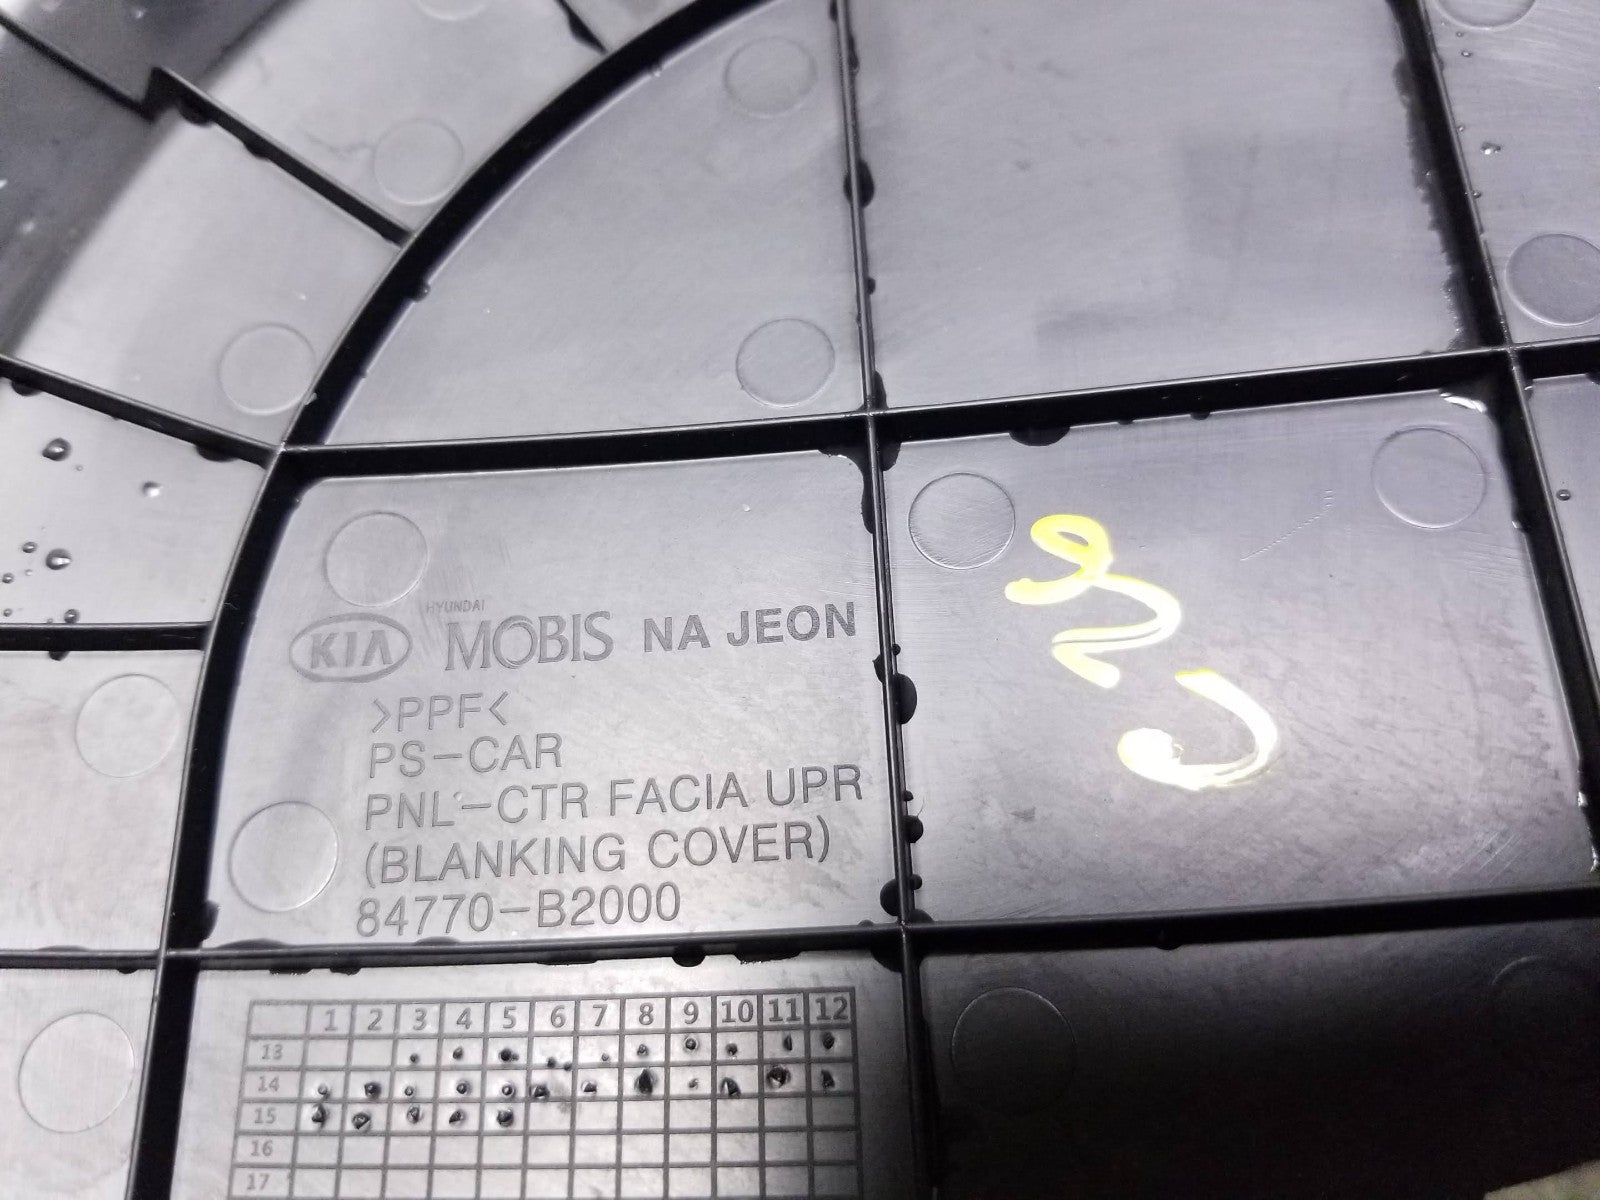 HYUNDAI
KIA MOBIS NA JEON
>PPF<
PS-CAR
PNL-CTR FACIA UPR
(BLANKING COVER)
84770-B2000
1 2 3 4 5 6 7 8 9 10 11 12
13
14
15
16
17